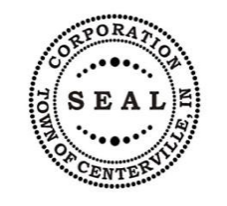 CORPORATION
SEAL
TOWN OF CENTERVILLE, IN